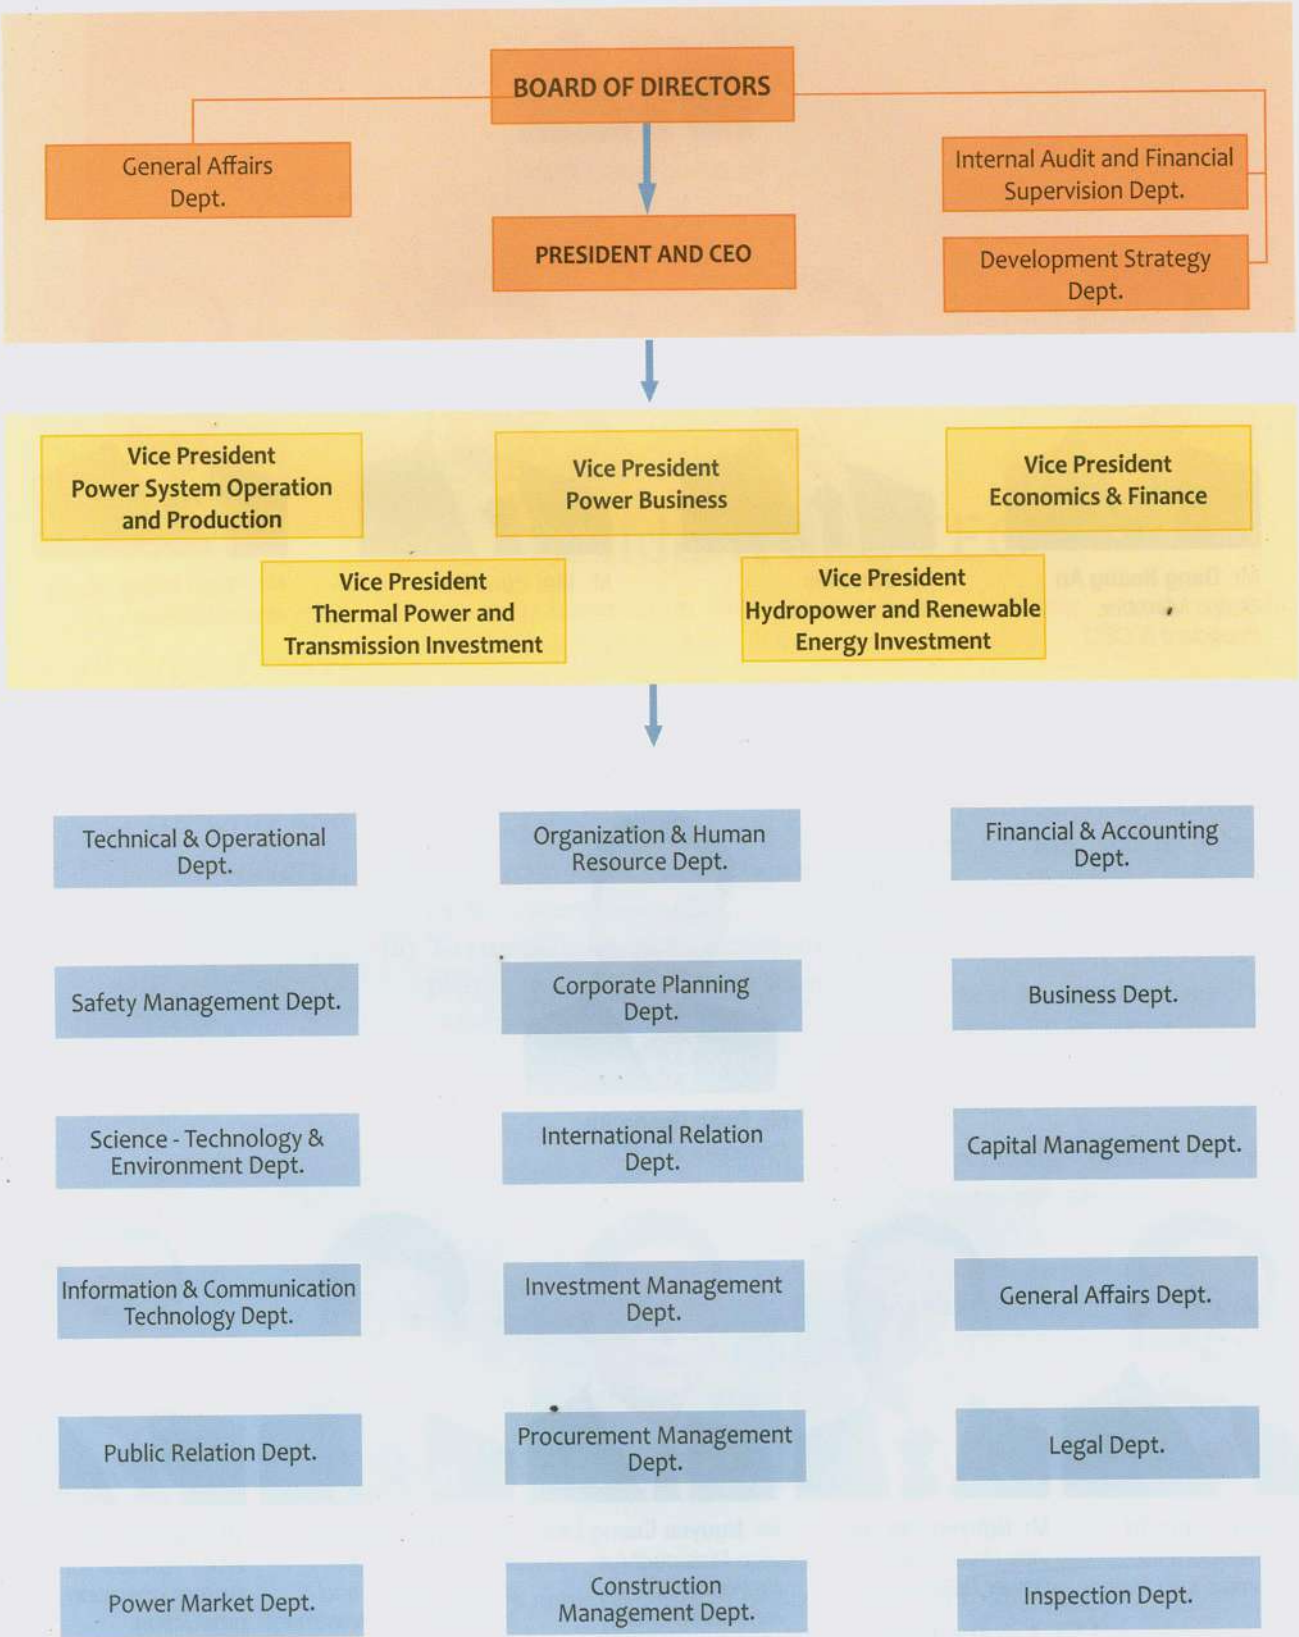 BOARD OF DIRECTORS
General Affairs
Dept.
Internal Audit and Financial
Supervision Dept.
PRESIDENT AND CEO
Development Strategy
Dept.
Vice President
Power System Operation
and Production
Vice President
Power Business
Vice President
Economics & Finance
Vice President
Thermal Power and
Transmission Investment
Vice President
Hydropower and Renewable
Energy Investment
Technical & Operational
Dept.
Organization & Human
Resource Dept.
Financial & Accounting
Dept.
Safety Management Dept.
Corporate Planning
Dept.
Business Dept.
Science - Technology &
Environment Dept.
International Relation
Dept.
Capital Management Dept.
Information & Communication
Technology Dept.
Investment Management
Dept.
General Affairs Dept.
Public Relation Dept.
Procurement Management
Dept.
Legal Dept.
Power Market Dept.
Construction
Management Dept.
Inspection Dept.